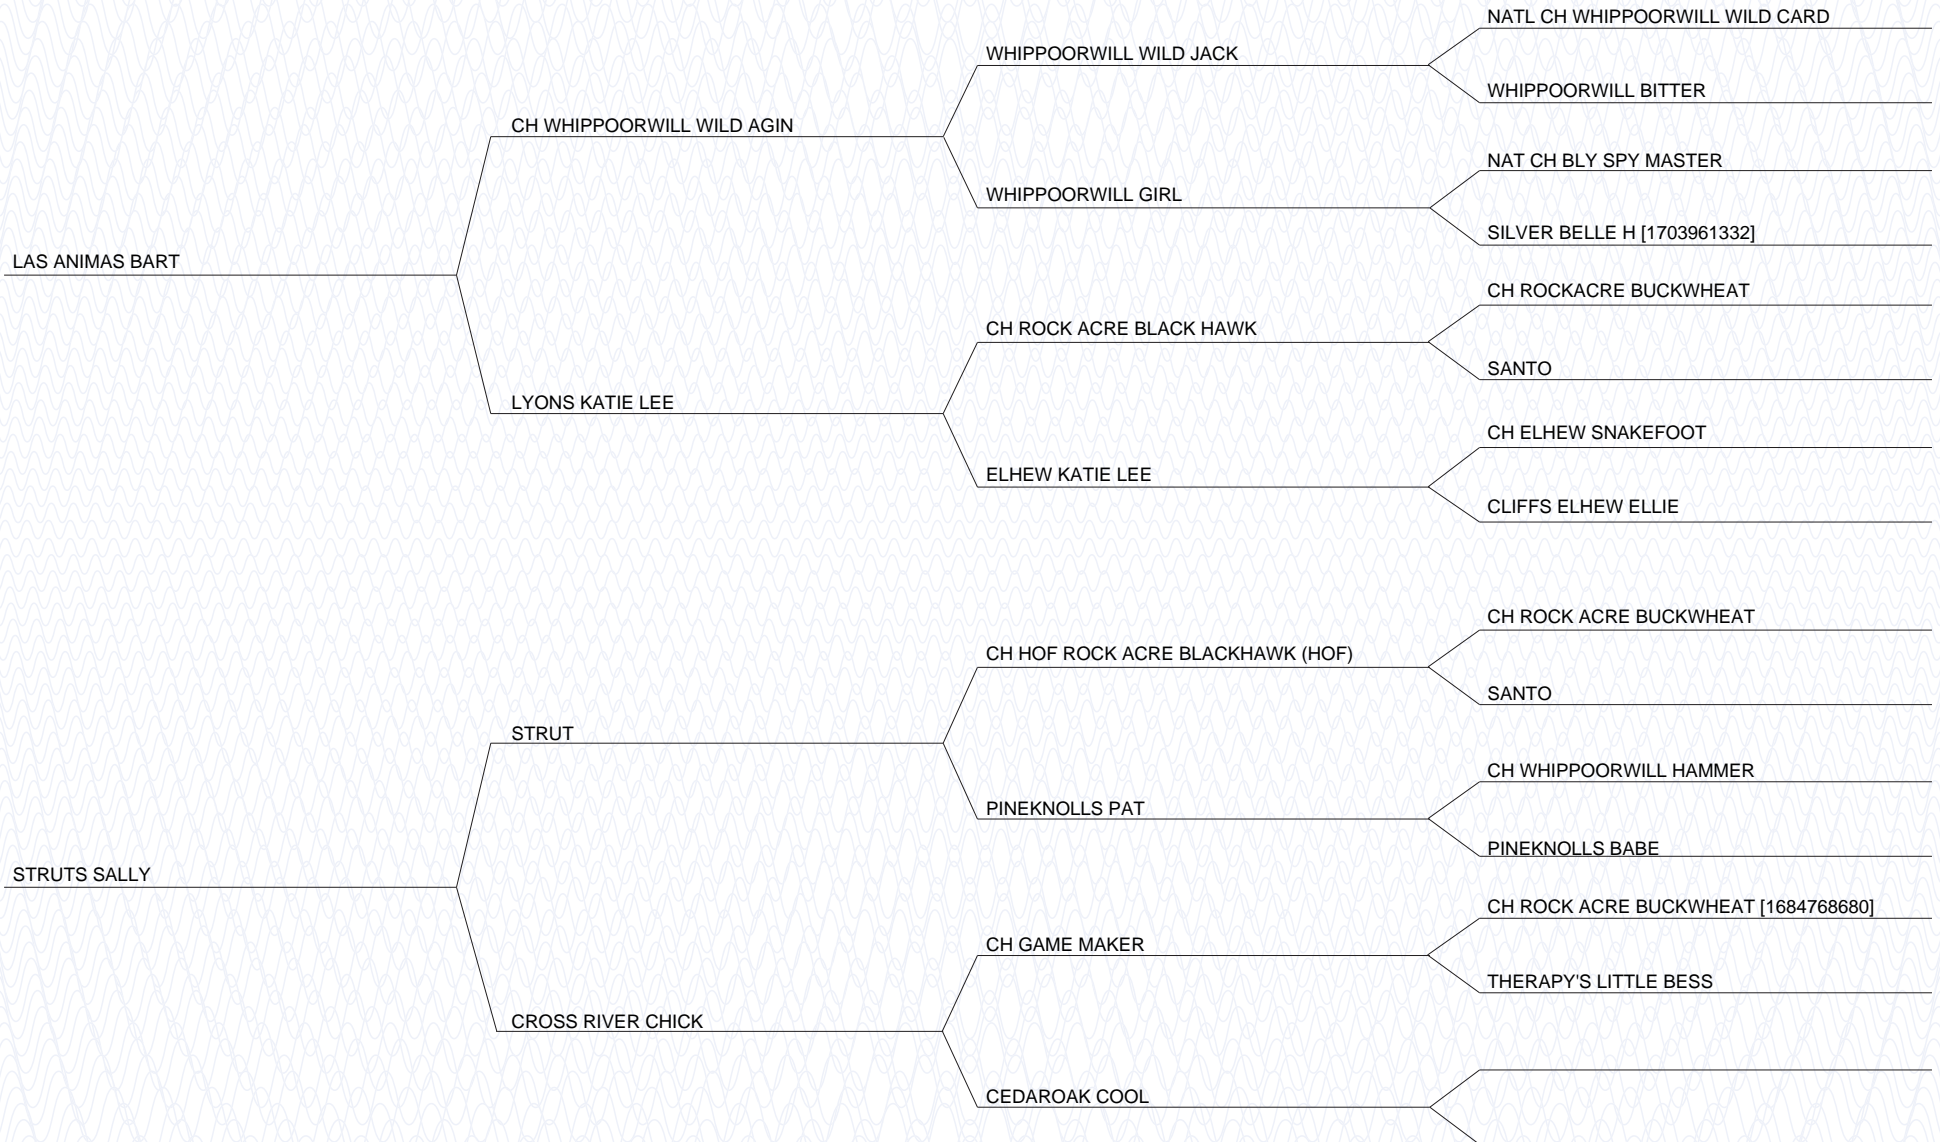 NATL CH WHIPPOORWILL WILD CARD
WHIPPOORWILL WILD JACK
WHIPPOORWILL BITTER
CH WHIPPOORWILL WILD AGIN
NAT CH BLY SPY MASTER
WHIPPOORWILL GIRL
SILVER BELLE H [1703961332]
LAS ANIMAS BART
CH ROCKACRE BUCKWHEAT
CH ROCK ACRE BLACK HAWK
SANTO
LYONS KATIE LEE
CH ELHEW SNAKEFOOT
ELHEW KATIE LEE
CLIFFS ELHEW ELLIE
CH ROCK ACRE BUCKWHEAT
CH HOF ROCK ACRE BLACKHAWK (HOF)
SANTO
STRUT
CH WHIPPOORWILL HAMMER
PINEKNOLLS PAT
PINEKNOLLS BABE
STRUTS SALLY
CH ROCK ACRE BUCKWHEAT [1684768680]
CH GAME MAKER
THERAPY'S LITTLE BESS
CROSS RIVER CHICK
CEDAROAK COOL